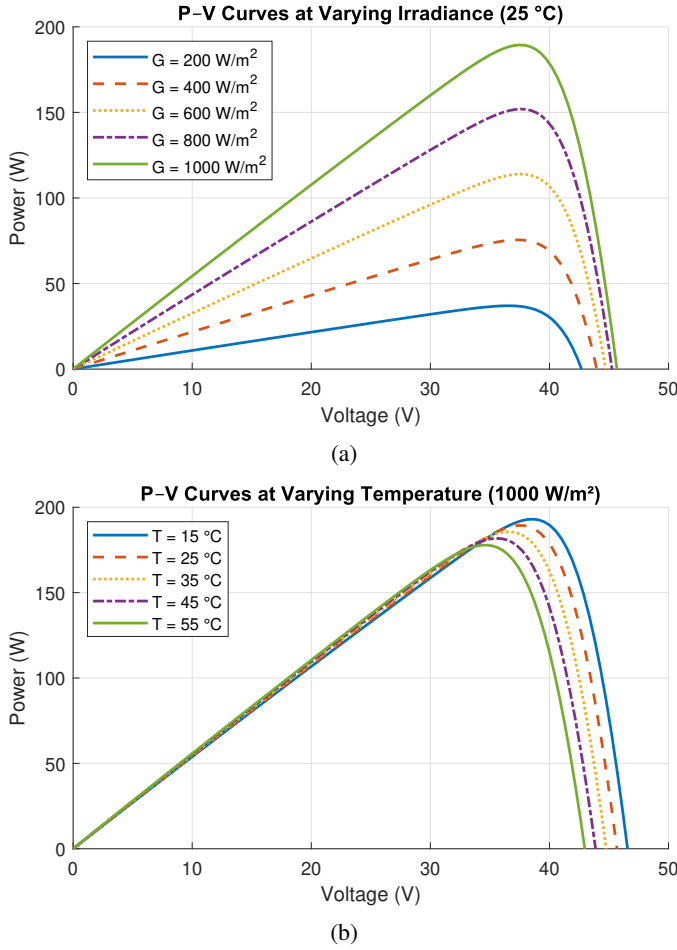 P−V Curves at Varying Irradiance (25 °C)
200
150
100
50
0
Power (W)
G = 200 W/m²
G = 400 W/m²
G = 600 W/m²
G = 800 W/m²
G = 1000 W/m²
0 10 20 30 40 50
Voltage (V)
(a)
P−V Curves at Varying Temperature (1000 W/m²)
200
150
100
50
0
Power (W)
T = 15 °C
T = 25 °C
T = 35 °C
T = 45 °C
T = 55 °C
0 10 20 30 40 50
Voltage (V)
(b)